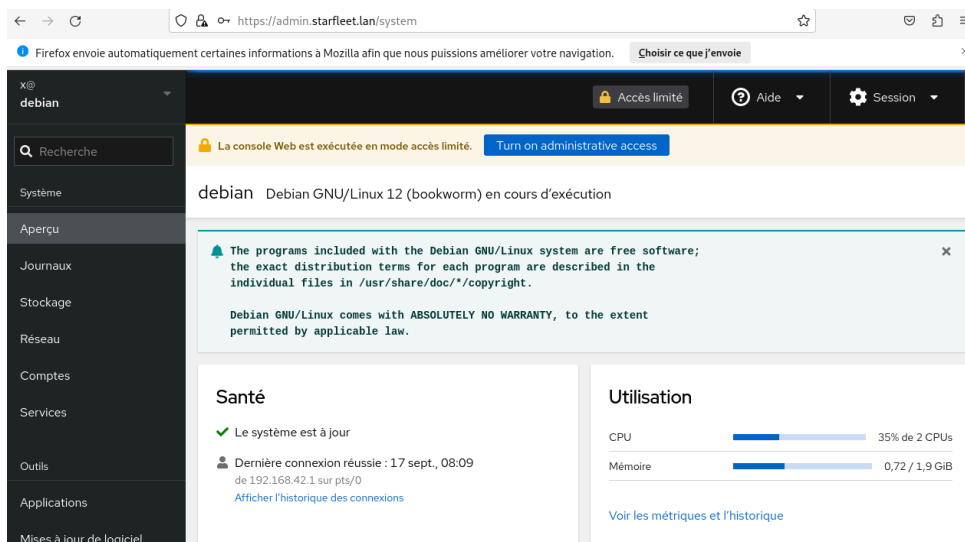 https://admin.starfleet.lan/system
Firefox envoie automatiquement certaines informations à Mozilla afin que nous puissions améliorer votre navigation. Choisir ce que j'envoie
x@
debian
Accès limité
Aide
Session
Recherche
La console Web est exécutée en mode accès limité. Turn on administrative access
Système
debian Debian GNU/Linux 12 (bookworm) en cours d'exécution
Aperçu
Journaux
Stockage
Réseau
Comptes
Services
Outils
Applications
Mises à jour de logiciel
The programs included with the Debian GNU/Linux system are free software;
the exact distribution terms for each program are described in the
individual files in /usr/share/doc/*/copyright.
Debian GNU/Linux comes with ABSOLUTELY NO WARRANTY, to the extent
permitted by applicable law.
Santé
Le système est à jour
Dernière connexion réussie : 17 sept., 08:09
de 192.168.42.1 sur pts/0
Afficher l'historique des connexions
Utilisation
CPU 35% de 2 CPUs
Mémoire 0,72 / 1,9 GiB
Voir les métriques et l'historique